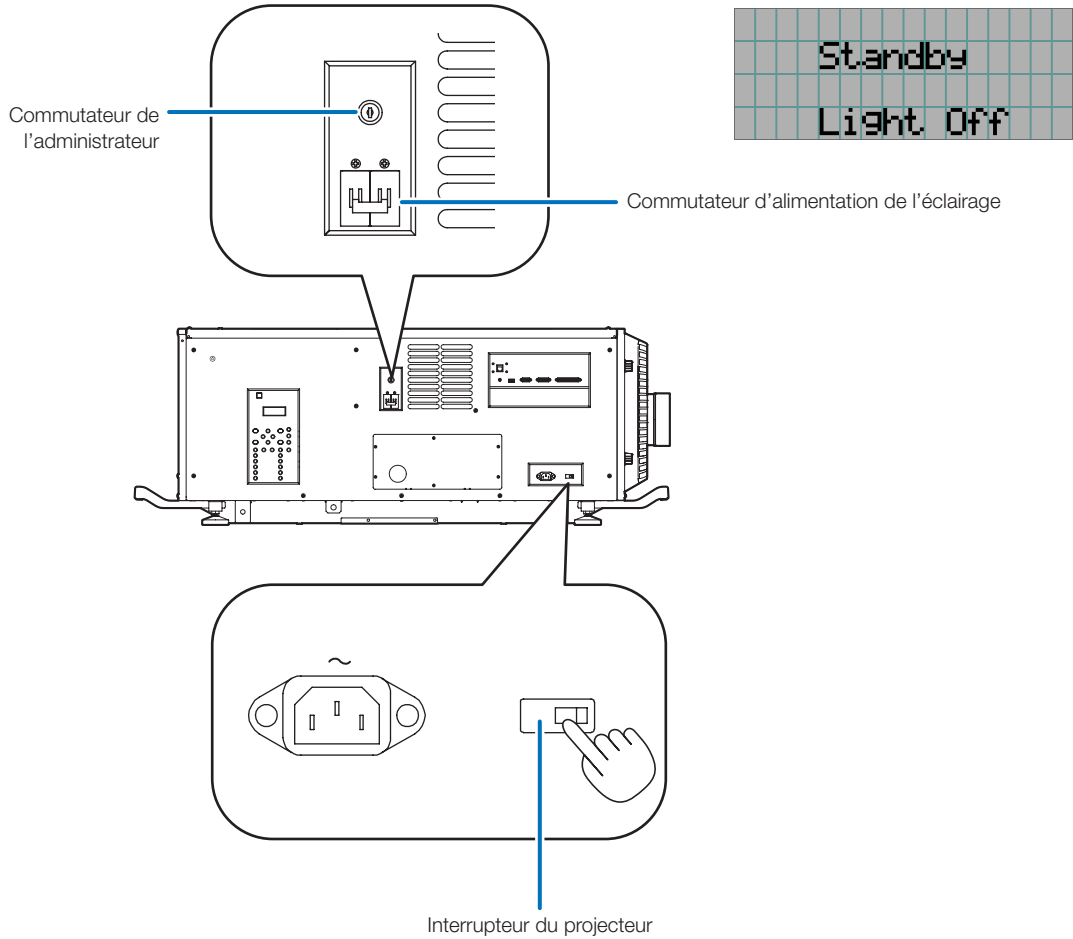 Standby
Light Off
Commutateur de
l'administrateur
Commutateur d'alimentation de l'éclairage
Interrupteur du projecteur